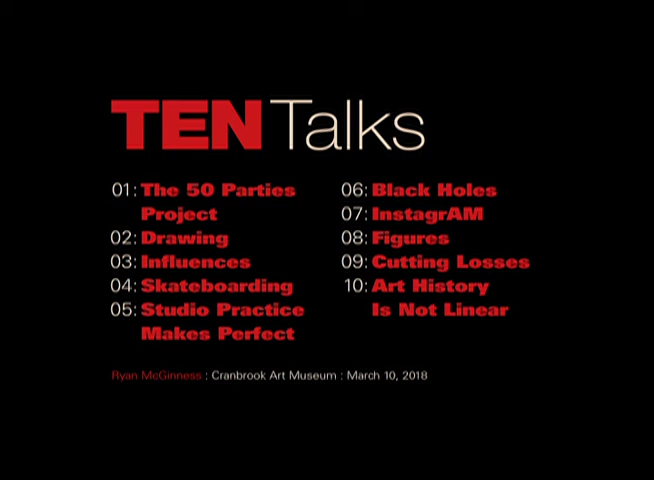 TEN Talks
01: The 50 Parties
Project
02: Drawing
03: Influences
04: Skateboarding
05: Studio Practice
Makes Perfect
06: Black Holes
07: InstagrAM
08: Figures
09: Cutting Losses
10: Art History
Is Not Linear
Ryan McGinness : Cranbrook Art Museum : March 10, 2018